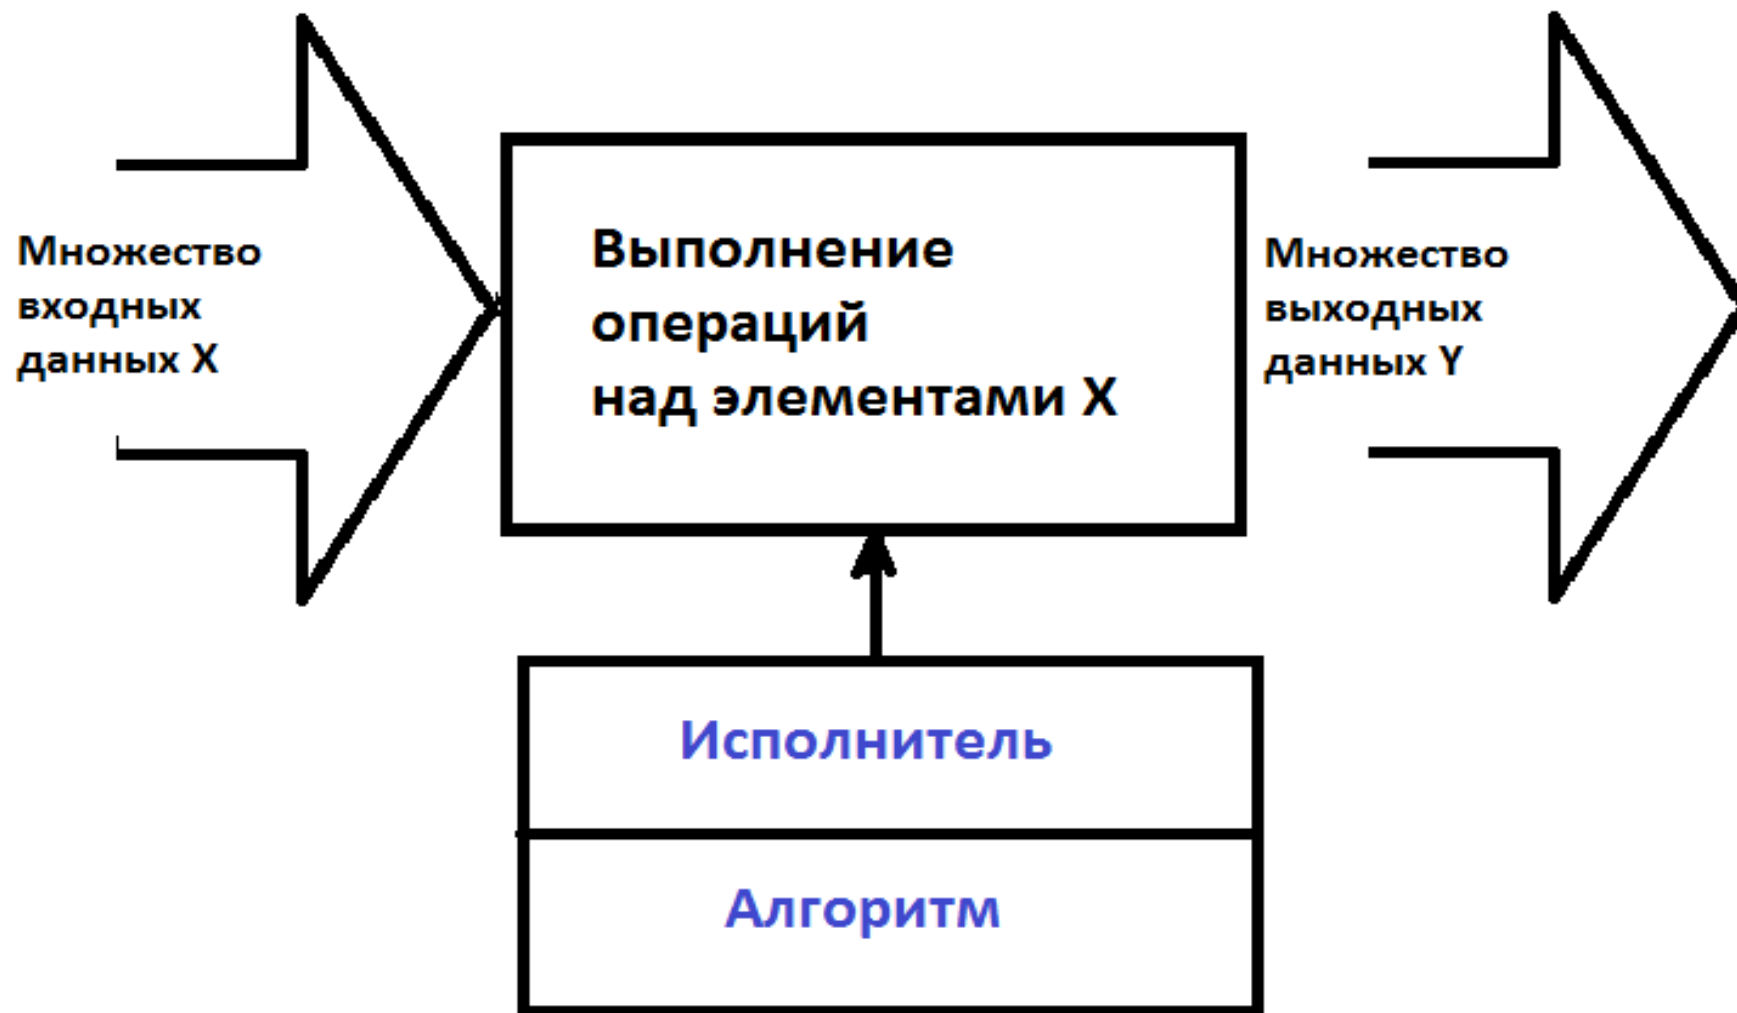 Множество
входных
данных X
Выполнение
операций
над элементами X
Множество
выходных
данных Y
Исполнитель
Алгоритм